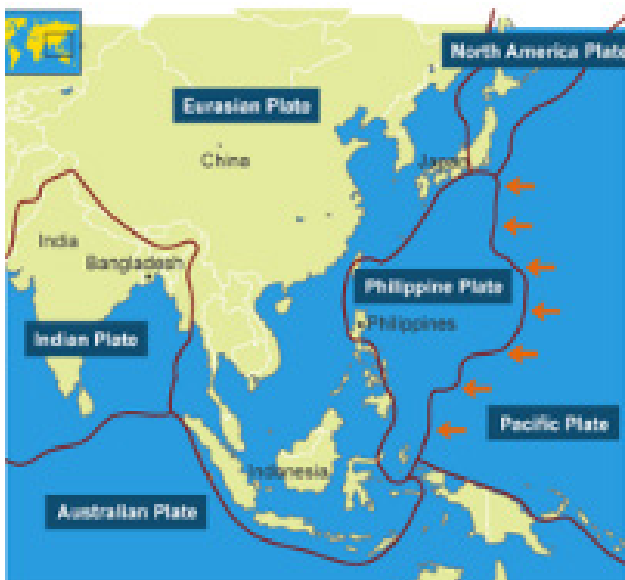 North America Plate
Eurasian Plate
China
Japan
India
Bangladesh
Philippine Plate
Philippines
Indian Plate
Pacific Plate
Indonesia
Australian Plate